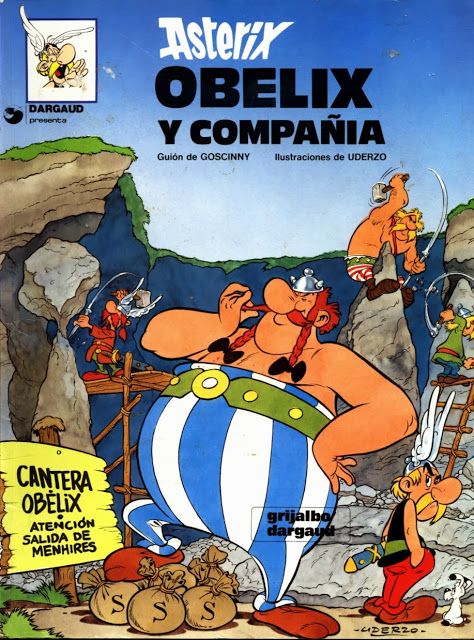 DARGAUD
presenta
Asterix
OBELIX
Y COMPAÑIA
Guión de GOSCINNY Ilustraciones de UDERZO
CANTERA
OBÈLIX
ATENCIÓN
SALIDA DE
MENHIRES
grijalbo
dargaud
S S S
-UDERZO-